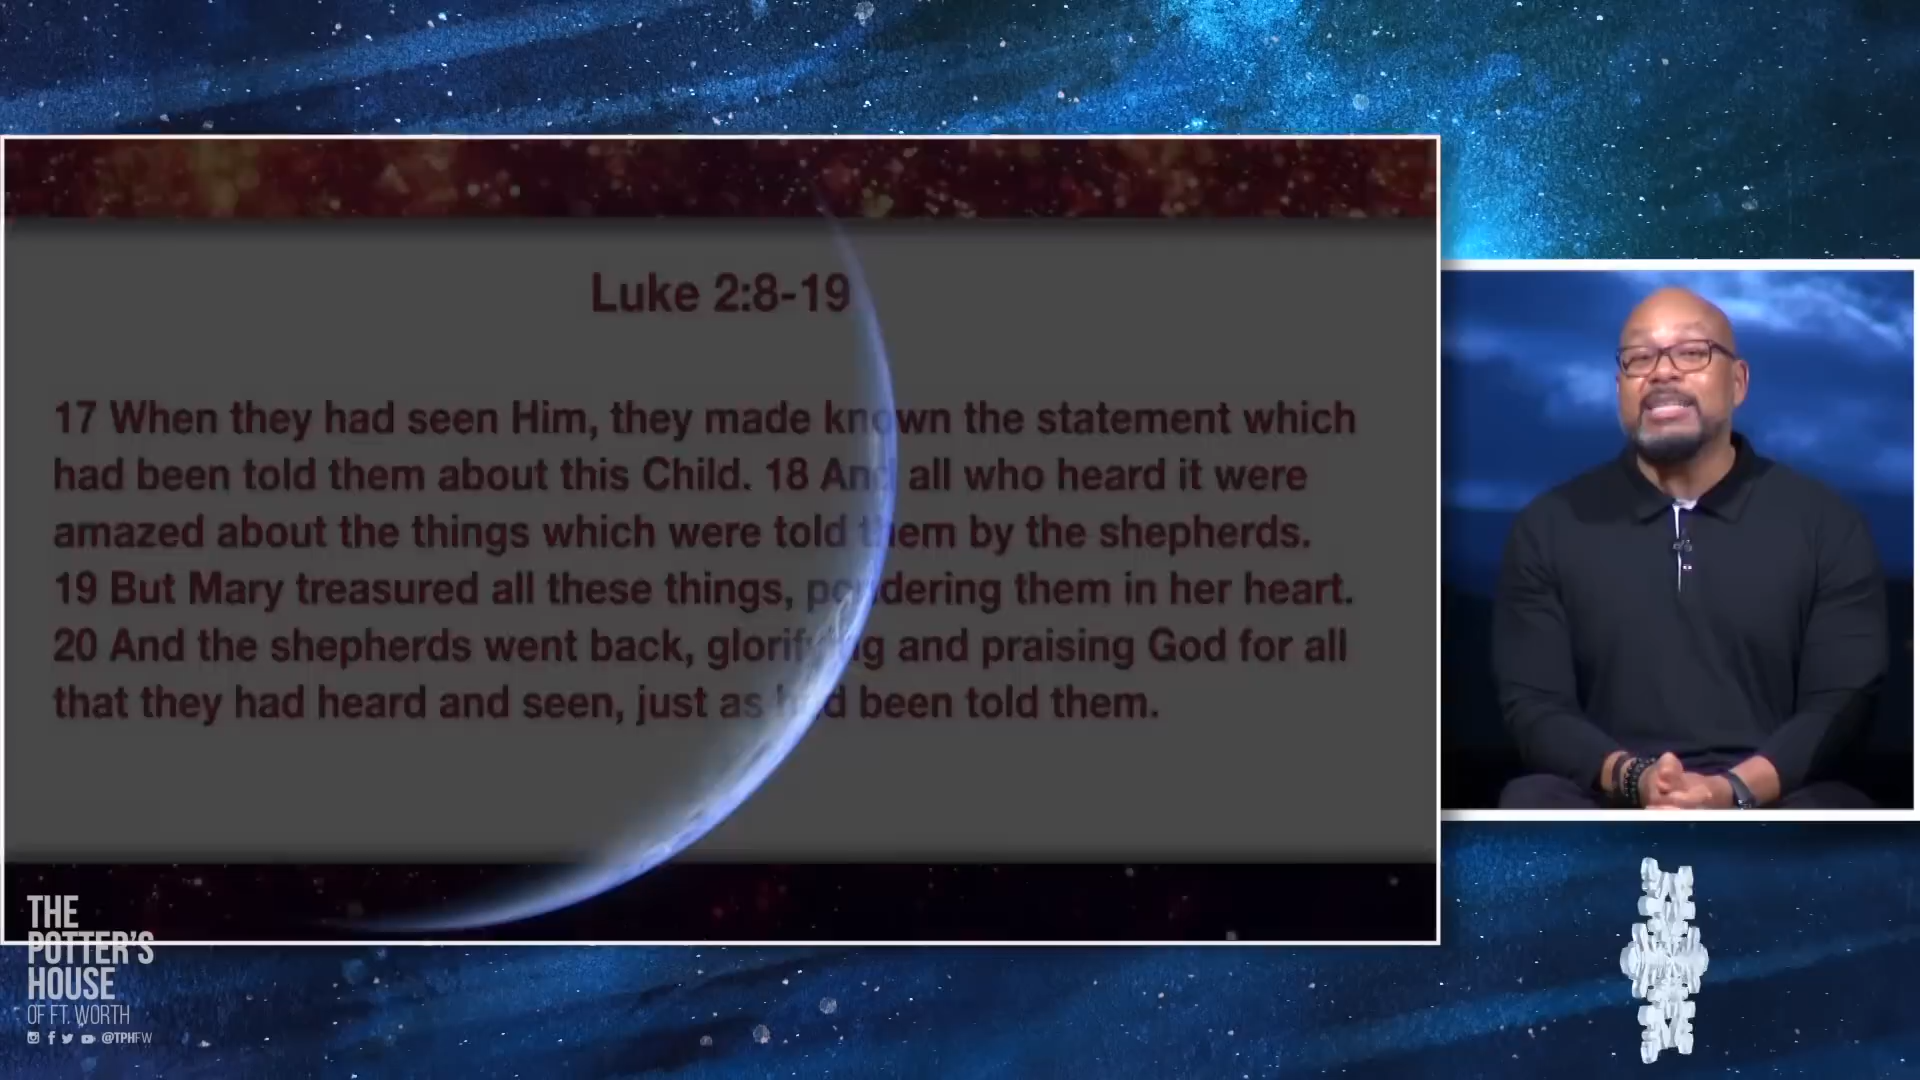 Luke 2:8-19
17 When they had seen Him, they made known the statement which
had been told them about this Child. 18 And all who heard it were
amazed about the things which were told them by the shepherds.
19 But Mary treasured all these things, pondering them in her heart.
20 And the shepherds went back, glorifying and praising God for all
that they had heard and seen, just as had been told them.
THE
POTTER'S
HOUSE
OF FT. WORTH
@TPHFW